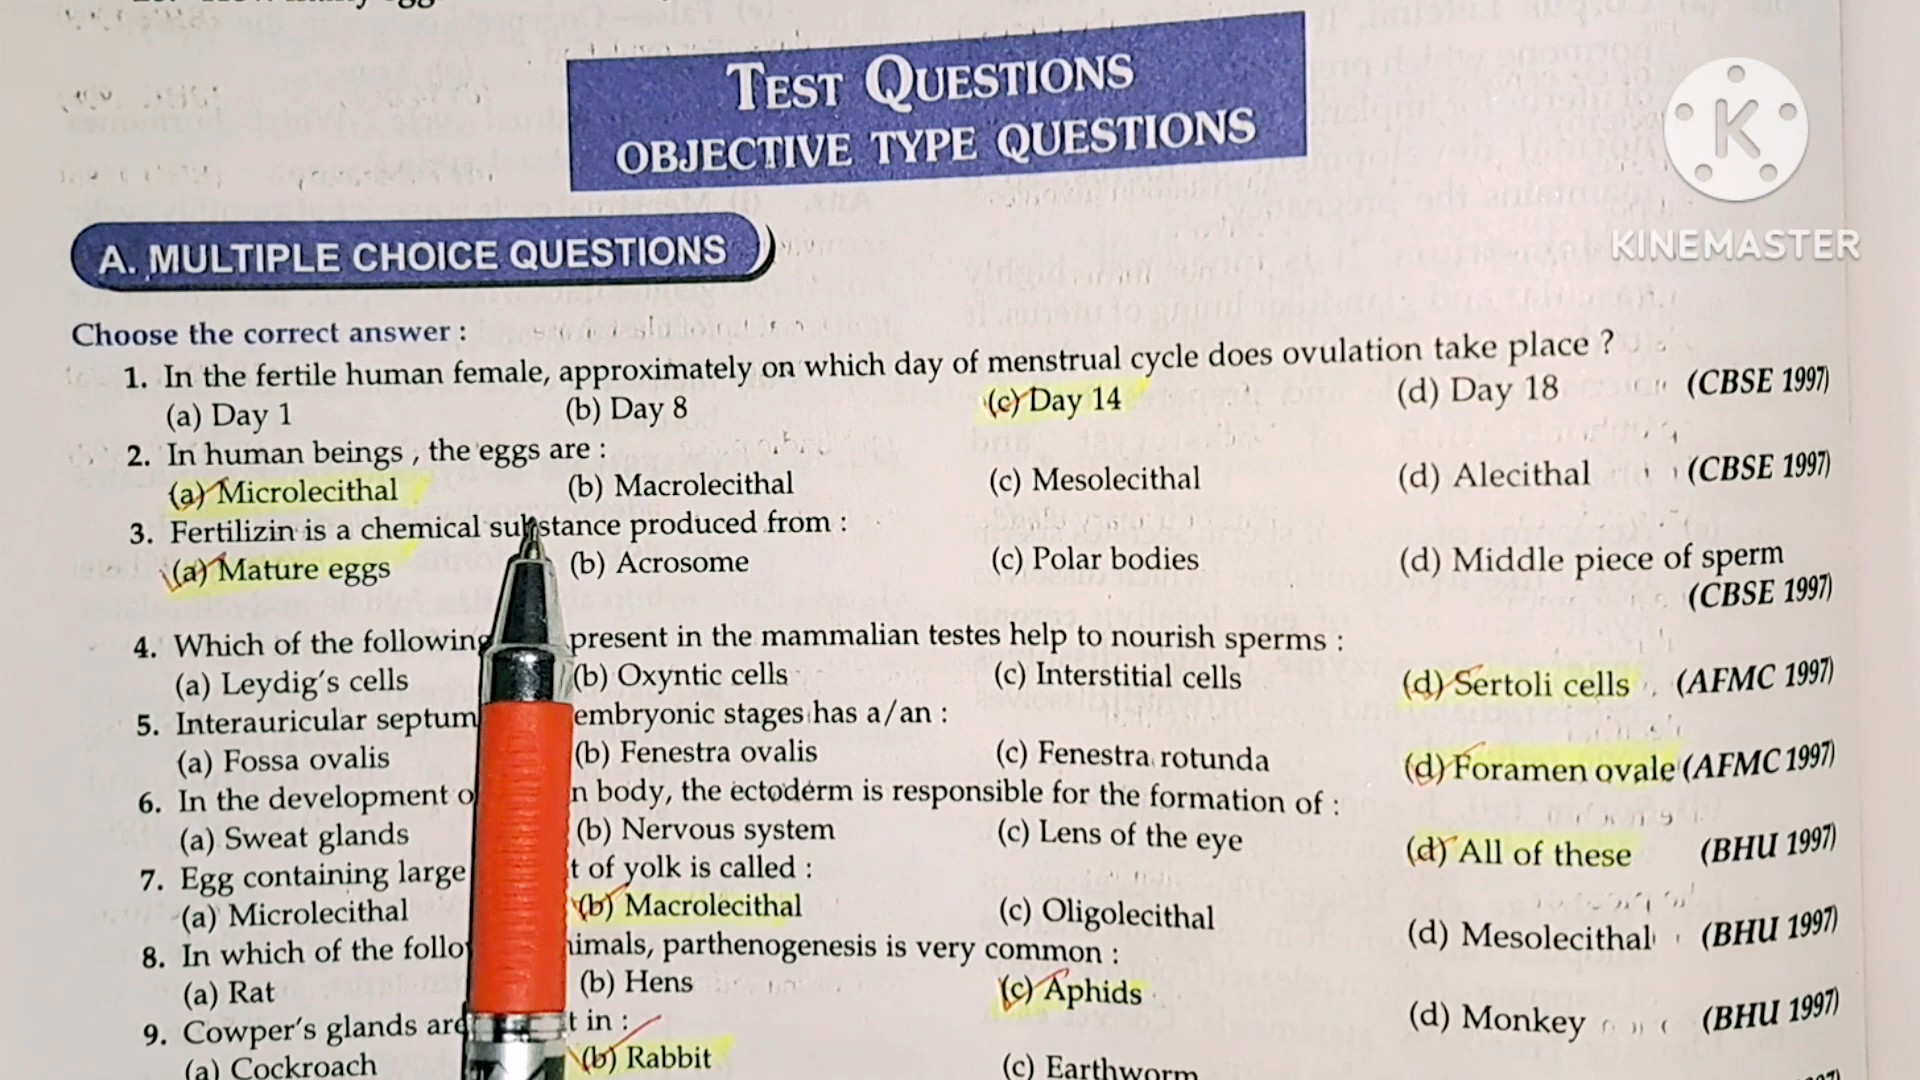 TEST QUESTIONS
OBJECTIVE TYPE QUESTIONS
K
KINEMASTER
A. MULTIPLE CHOICE QUESTIONS
Choose the correct answer :
1. In the fertile human female, approximately on which day of menstrual cycle does ovulation take place ?
(a) Day 1 (b) Day 8 (c) Day 14 (d) Day 18 (CBSE 1997)
2. In human beings , the eggs are :
(a) Microlecithal (b) Macrolecithal (c) Mesolecithal (d) Alecithal (CBSE 1997)
3. Fertilizin is a chemical substance produced from :
(a) Mature eggs (b) Acrosome (c) Polar bodies (d) Middle piece of sperm
(CBSE 1997)
4. Which of the following present in the mammalian testes help to nourish sperms :
(a) Leydig's cells (b) Oxyntic cells (c) Interstitial cells (d) Sertoli cells (AFMC 1997)
5. Interauricular septum embryonic stages has a/an :
(a) Fossa ovalis (b) Fenestra ovalis (c) Fenestra rotunda (d) Foramen ovale (AFMC 1997)
6. In the development body, the ectoderm is responsible for the formation of :
(a) Sweat glands (b) Nervous system (c) Lens of the eye (d) All of these (BHU 1997)
7. Egg containing large of yolk is called :
(a) Microlecithal (b) Macrolecithal (c) Oligolecithal (d) Mesolecithal (BHU 1997)
8. In which of the parthenogenesis is very common :
(a) Rat (b) Hens (c) Aphids (d) Monkey (BHU 1997)
9. Cowper's glands in :
(a) Cockroach (b) Rabbit (c) Earthworm